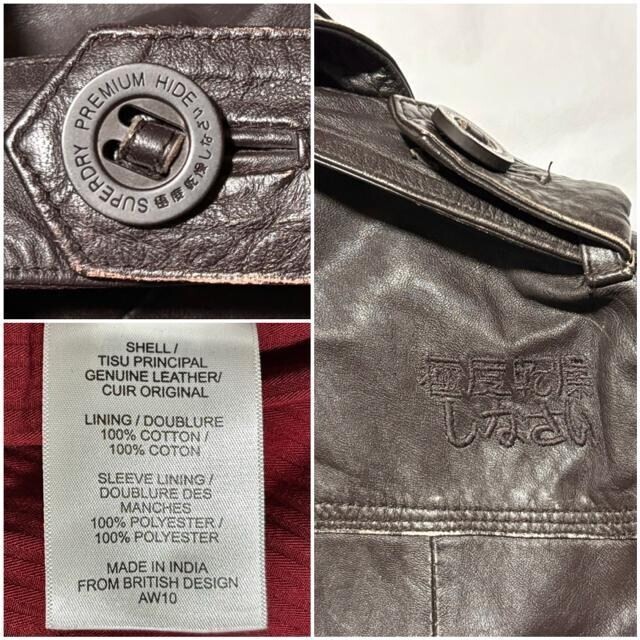 SUPERDRY PREMIUM HIDE
極度乾燥しなさい
SHELL /
TISU PRINCIPAL
GENUINE LEATHER/
CUIR ORIGINAL
LINING / DOUBLURE
100% COTTON /
100% COTON
SLEEVE LINING /
DOUBLURE DES
MANCHES
100% POLYESTER /
100% POLYESTER
MADE IN INDIA
FROM BRITISH DESIGN
AW10
極度乾燥
しなさい